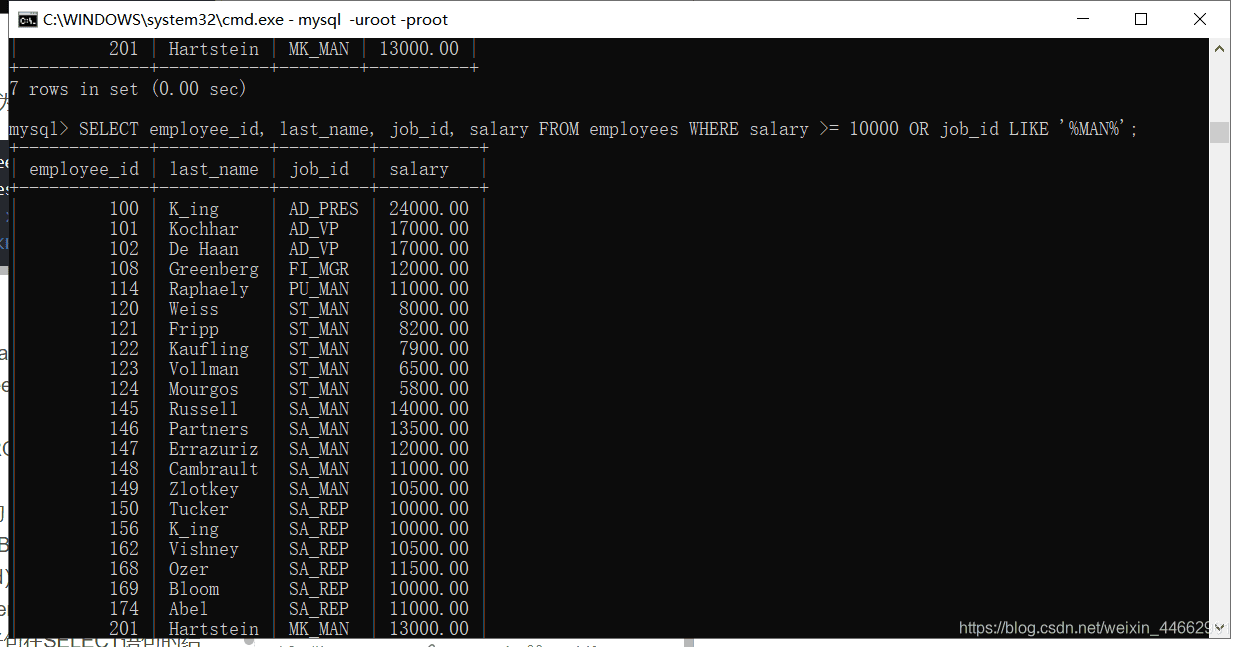 C:\WINDOWS\system32\cmd.exe - mysql -uroot -proot
| 201 | Hartstein | MK_MAN | 13000.00 |
+-------------+-----------+--------+----------+
7 rows in set (0.00 sec)
mysql> SELECT employee_id, last_name, job_id, salary FROM employees WHERE salary >= 10000 OR job_id LIKE '%MAN%';
+-------------+-----------+---------+----------+
| employee_id | last_name | job_id | salary |
+-------------+-----------+---------+----------+
| 100 | K_ing | AD_PRES | 24000.00 |
| 101 | Kochhar | AD_VP | 17000.00 |
| 102 | De Haan | AD_VP | 17000.00 |
| 108 | Greenberg | FI_MGR | 12000.00 |
| 114 | Raphaely | PU_MAN | 11000.00 |
| 120 | Weiss | ST_MAN | 8000.00 |
| 121 | Fripp | ST_MAN | 8200.00 |
| 122 | Kaufling | ST_MAN | 7900.00 |
| 123 | Vollman | ST_MAN | 6500.00 |
| 124 | Mourgos | ST_MAN | 5800.00 |
| 145 | Russell | SA_MAN | 14000.00 |
| 146 | Partners | SA_MAN | 13500.00 |
| 147 | Errazuriz | SA_MAN | 12000.00 |
| 148 | Cambrault | SA_MAN | 11000.00 |
| 149 | Zlotkey | SA_MAN | 10500.00 |
| 150 | Tucker | SA_REP | 10000.00 |
| 156 | K_ing | SA_REP | 10000.00 |
| 162 | Vishney | SA_REP | 10500.00 |
| 168 | Ozer | SA_REP | 11500.00 |
| 169 | Bloom | SA_REP | 10000.00 |
| 174 | Abel | SA_REP | 11000.00 |
| 201 | Hartstein | MK_MAN | 13000.00 |